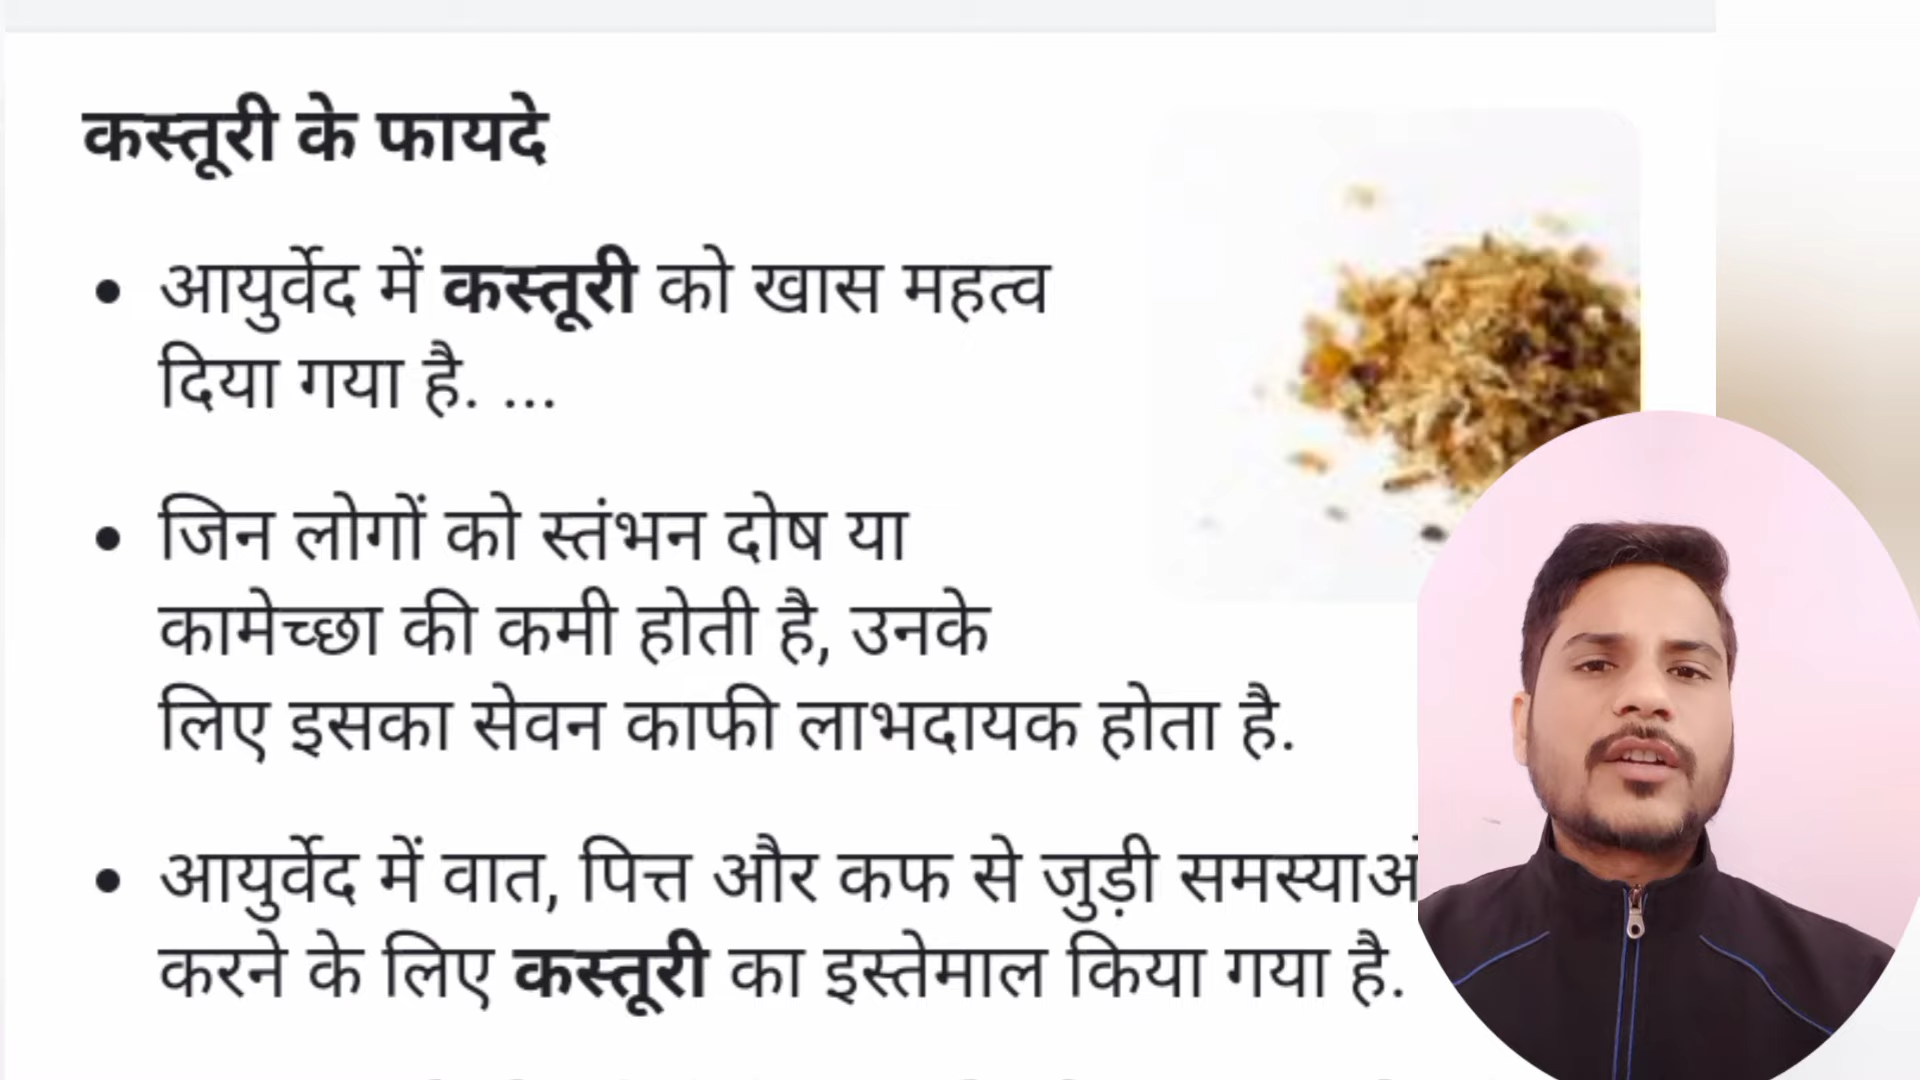 कस्तूरी के फायदे
• आयुर्वेद में कस्तूरी को खास महत्व
दिया गया है. ...
• जिन लोगों को स्तंभन दोष या
कामेच्छा की कमी होती है, उनके
लिए इसका सेवन काफी लाभदायक होता है.
• आयुर्वेद में वात, पित्त और कफ से जुड़ी
करने के लिए कस्तूरी का इस्तेमाल किया गया है.